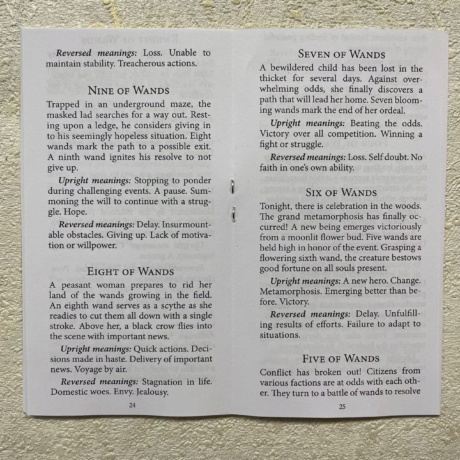 Reversed meanings: Loss. Unable to
maintain stability. Treacherous actions.
Nine of Wands
Trapped in an underground maze, the
masked lad searches for a way out. Rest-
ing upon a ledge, he considers giving in
to his seemingly hopeless situation. Eight
wands mark the path to a possible exit.
A ninth wand ignites his resolve to not
give up.
Upright meanings: Stopping to ponder
during challenging events. A pause. Sum-
moning the will to continue with a strug-
gle. Hope.
Reversed meanings: Delay. Insurmount-
able obstacles. Giving up. Lack of motiva-
tion or willpower.
Eight of Wands
A peasant woman prepares to rid her
land of the wands growing in the field.
An eighth wand serves as a scythe as she
readies to cut them all down with a single
stroke. Above her, a black crow flies into
the scene with important news.
Upright meanings: Quick actions. Deci-
sions made in haste. Delivery of important
news. Voyage by air.
Reversed meanings: Stagnation in life.
Domestic woes. Envy. Jealousy.
24
Seven of Wands
A bewildered child has been lost in the
thicket for several days. Against over-
whelming odds, she finally discovers a
path that will lead her home. Seven bloom-
ing wands mark the end of her ordeal.
Upright meanings: Beating the odds.
Victory over all competition. Winning a
fight or struggle.
Reversed meanings: Loss. Self doubt. No
faith in one's own ability.
Six of Wands
Tonight, there is celebration in the woods.
The grand metamorphosis has finally oc-
curred! A new being emerges victoriously
from a moonlit flower bud. Five wands are
held high in honor of the event. Grasping a
flowering sixth wand, the creature bestows
good fortune on all souls present.
Upright meanings: A new hero. Change.
Metamorphosis. Emerging better than be-
fore. Victory.
Reversed meanings: Delay. Unfulfill-
ing results of efforts. Failure to adapt to
situations.
Five of Wands
Conflict has broken out! Citizens from
various factions are at odds with each oth-
er. They turn to a battle of wands to resolve
25